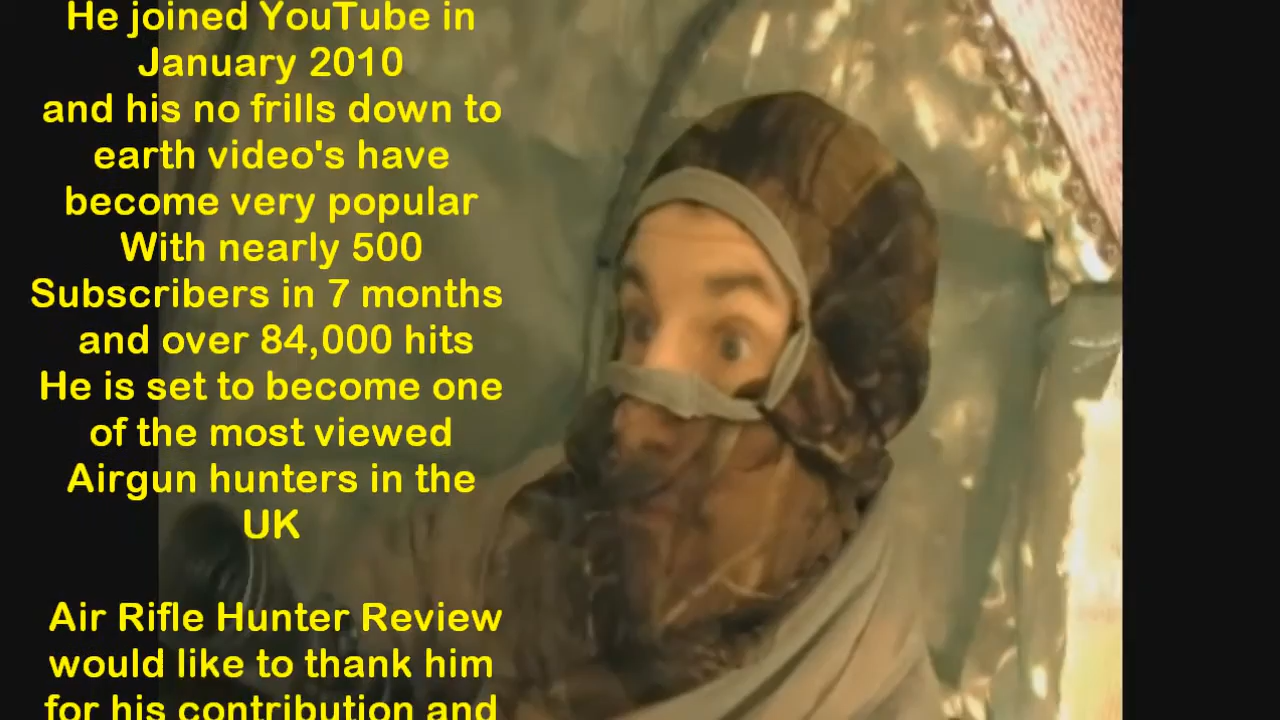 He joined YouTube in
January 2010
and his no frills down to
earth video's have
become very popular
With nearly 500
Subscribers in 7 months
and over 84,000 hits
He is set to become one
of the most viewed
Airgun hunters in the
UK
Air Rifle Hunter Review
would like to thank him
for his contribution and